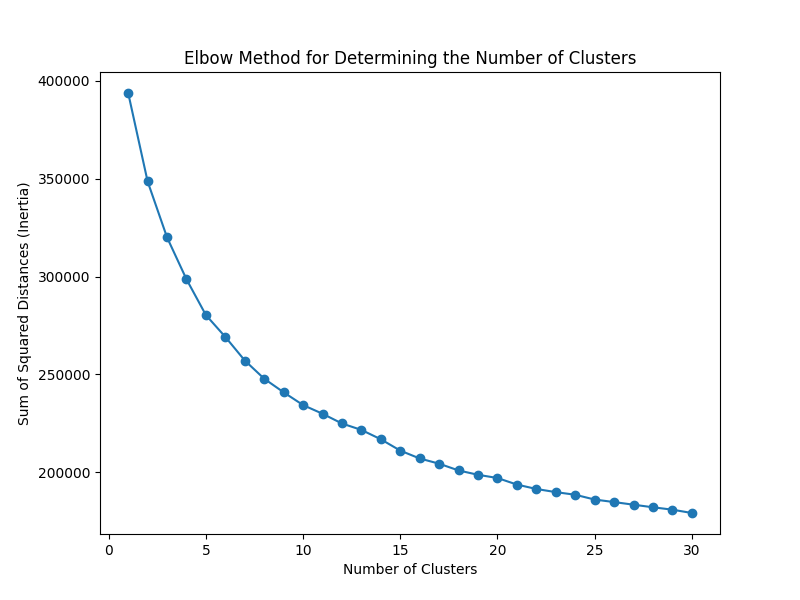 Elbow Method for Determining the Number of Clusters
400000
350000
300000
250000
200000
Sum of Squared Distances (Inertia)
0 5 10 15 20 25 30
Number of Clusters